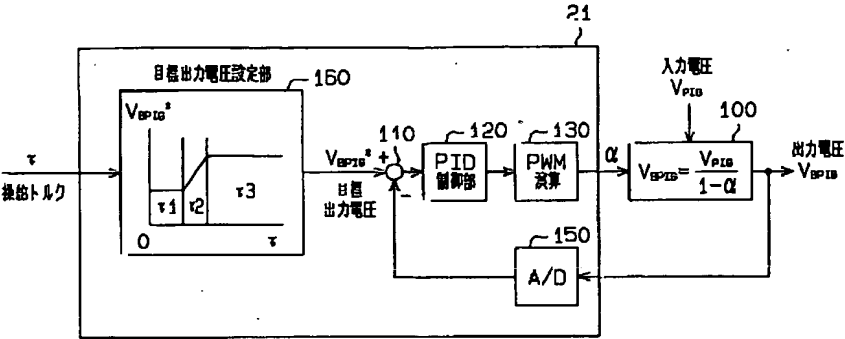 21
目標出力電圧設定部
160
V_BPIG*
τ1
τ2
τ3
0
τ
τ
操舵トルク
V_BPIG*
目標
出力電圧
+
-
110
120
PID
制御部
130
PWM
演算
α
入力電圧
V_PIG
100
V_BPIG= V_PIG / 1-α
出力電圧
V_BPIG
150
A/D